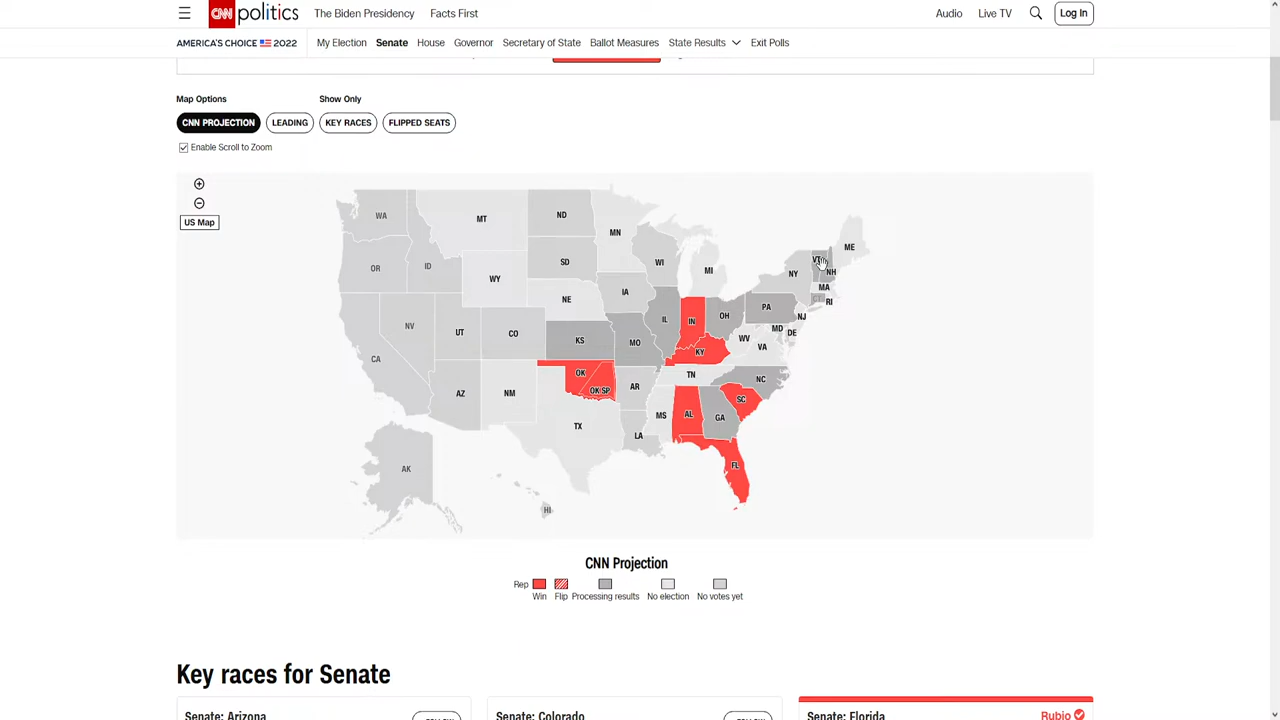 CNN politics The Biden Presidency Facts First Audio Live TV Log In
AMERICA'S CHOICE 2022 My Election Senate House Governor Secretary of State Ballot Measures State Results Exit Polls
Map Options Show Only
CNN PROJECTION LEADING KEY RACES FLIPPED SEATS
Enable Scroll to Zoom
US Map
WA MT ND MN ME
OR ID SD WI MI NY VT NH
WY IA MA
NE CT RI
NV UT CO KS MO IL IN OH PA NJ
MD DE
WV VA
CA KY
AZ NM OK OK SP AR TN NC
TX LA MS AL GA SC
FL
AK HI
CNN Projection
Rep
Win Flip Processing results No election No votes yet
Key races for Senate
Senate: Arizona FOLLOW Senate: Colorado FOLLOW Senate: Florida Rubio